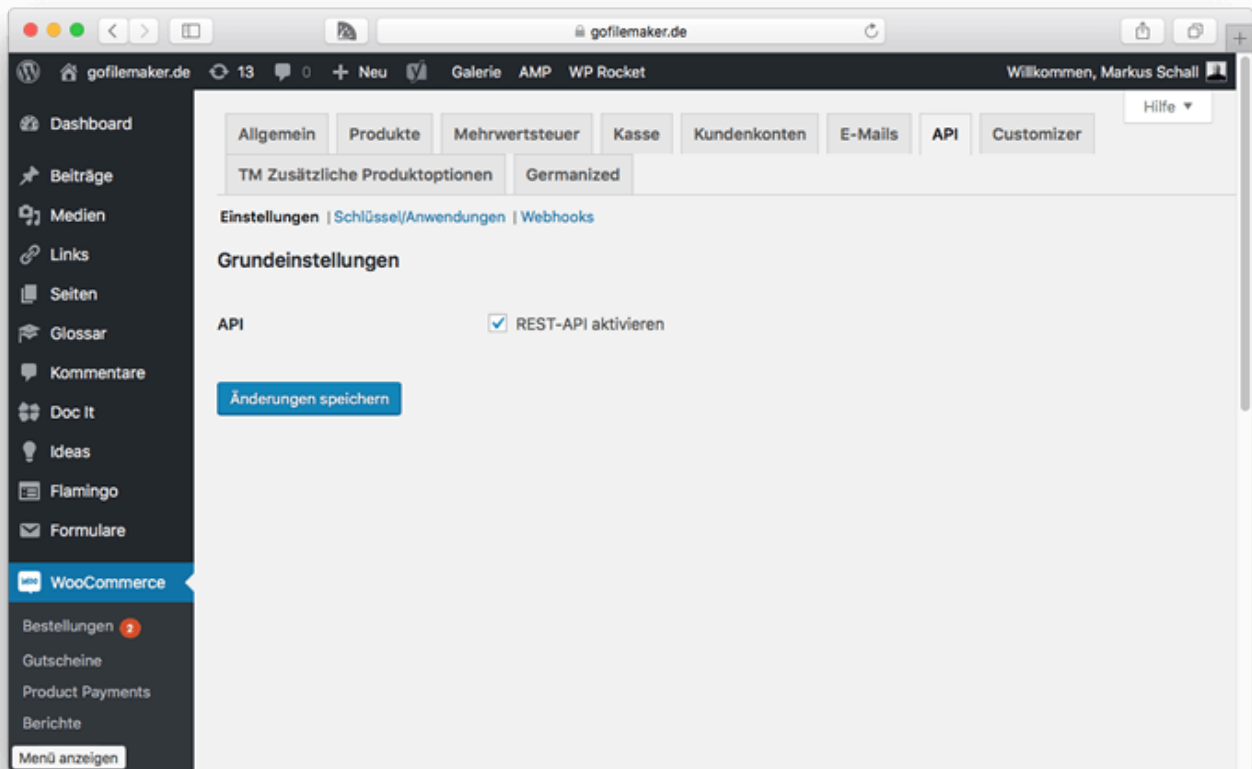 gofilemaker.de
gofilemaker.de 13 0 + Neu Galerie AMP WP Rocket Willkommen, Markus Schall
Hilfe ▼
Dashboard
Beiträge
Medien
Links
Seiten
Glossar
Kommentare
Doc It
Ideas
Flamingo
Formulare
WooCommerce
Bestellungen 2
Gutscheine
Product Payments
Berichte
Menü anzeigen
Allgemein Produkte Mehrwertsteuer Kasse Kundenkonten E-Mails API Customizer
TM Zusätzliche Produktoptionen Germanized
Einstellungen | Schlüssel/Anwendungen | Webhooks
Grundeinstellungen
API REST-API aktivieren
Änderungen speichern